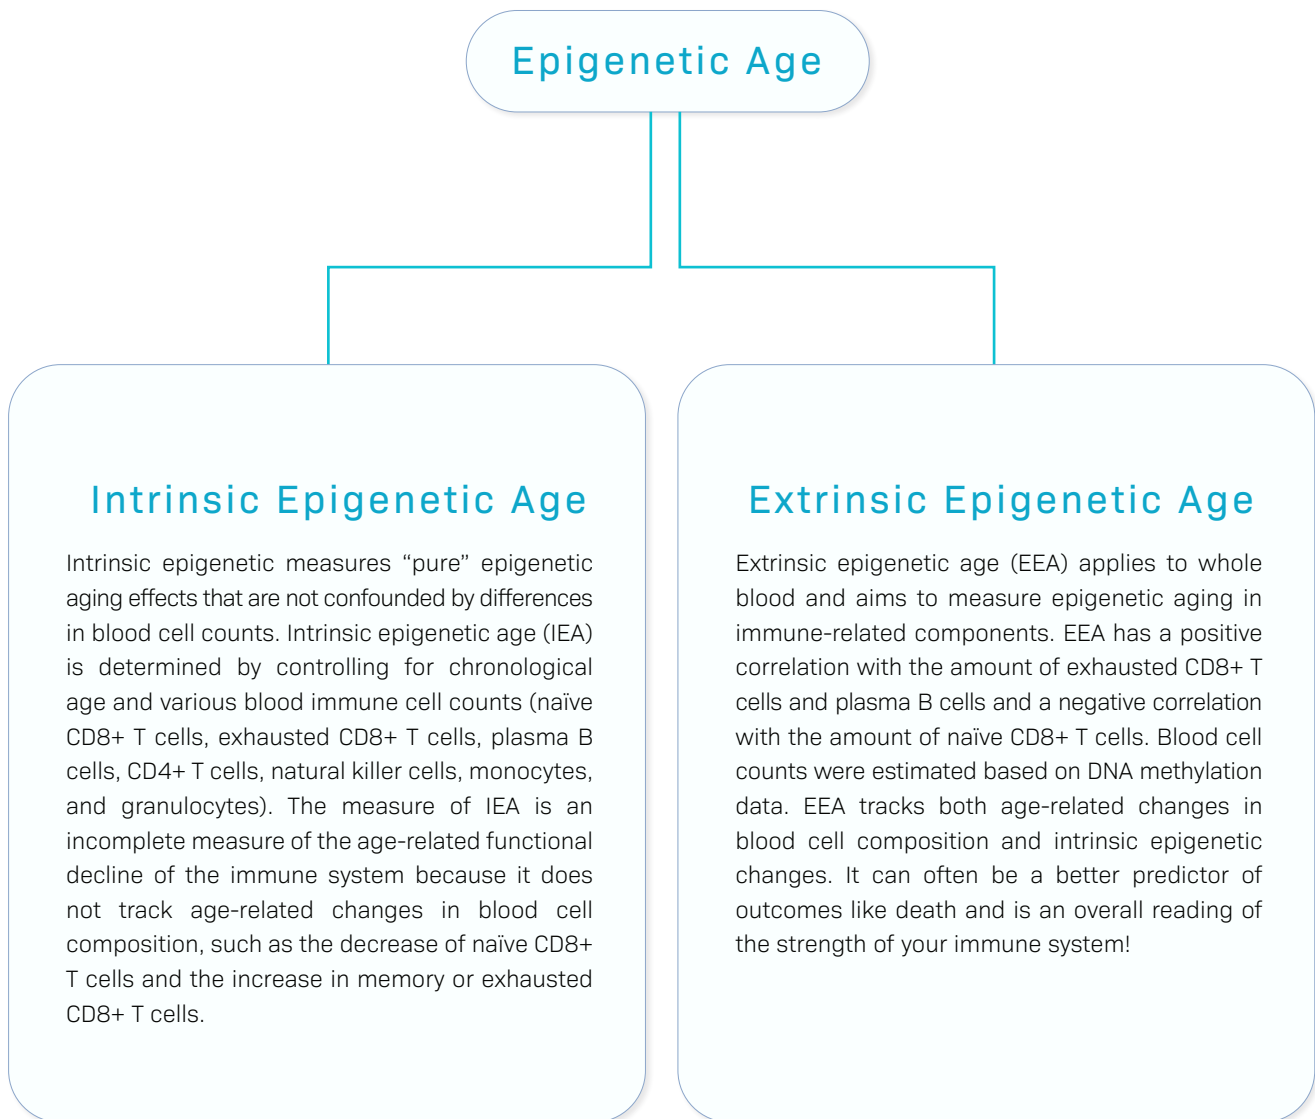 Epigenetic Age
Intrinsic Epigenetic Age
Intrinsic epigenetic measures “pure” epigenetic
aging effects that are not confounded by differences
in blood cell counts. Intrinsic epigenetic age (IEA)
is determined by controlling for chronological
age and various blood immune cell counts (naïve
CD8+ T cells, exhausted CD8+ T cells, plasma B
cells, CD4+ T cells, natural killer cells, monocytes,
and granulocytes). The measure of IEA is an
incomplete measure of the age-related functional
decline of the immune system because it does
not track age-related changes in blood cell
composition, such as the decrease of naïve CD8+
T cells and the increase in memory or exhausted
CD8+ T cells.
Extrinsic Epigenetic Age
Extrinsic epigenetic age (EEA) applies to whole
blood and aims to measure epigenetic aging in
immune-related components. EEA has a positive
correlation with the amount of exhausted CD8+ T
cells and plasma B cells and a negative correlation
with the amount of naïve CD8+ T cells. Blood cell
counts were estimated based on DNA methylation
data. EEA tracks both age-related changes in
blood cell composition and intrinsic epigenetic
changes. It can often be a better predictor of
outcomes like death and is an overall reading of
the strength of your immune system!